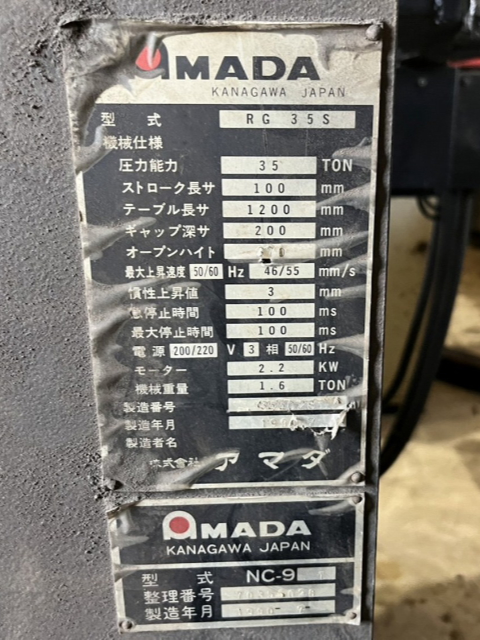 AMADA
KANAGAWA JAPAN
型式 RG 35S
機械仕様
圧力能力 35 TON
ストローク長サ 100 mm
テーブル長サ 1200 mm
ギャップ深サ 200 mm
オープンハイト mm
最大上昇速度 50/60 Hz 46/55 mm/s
慣性上昇値 3 mm
急停止時間 100 ms
最大停止時間 100 ms
電源 200/220 V 3 相 50/60 Hz
モーター 2.2 KW
機械重量 1.6 TON
製造番号
製造年月
製造者名
株式会社 アマダ
AMADA
KANAGAWA JAPAN
型式 NC-9
整理番号
製造年月